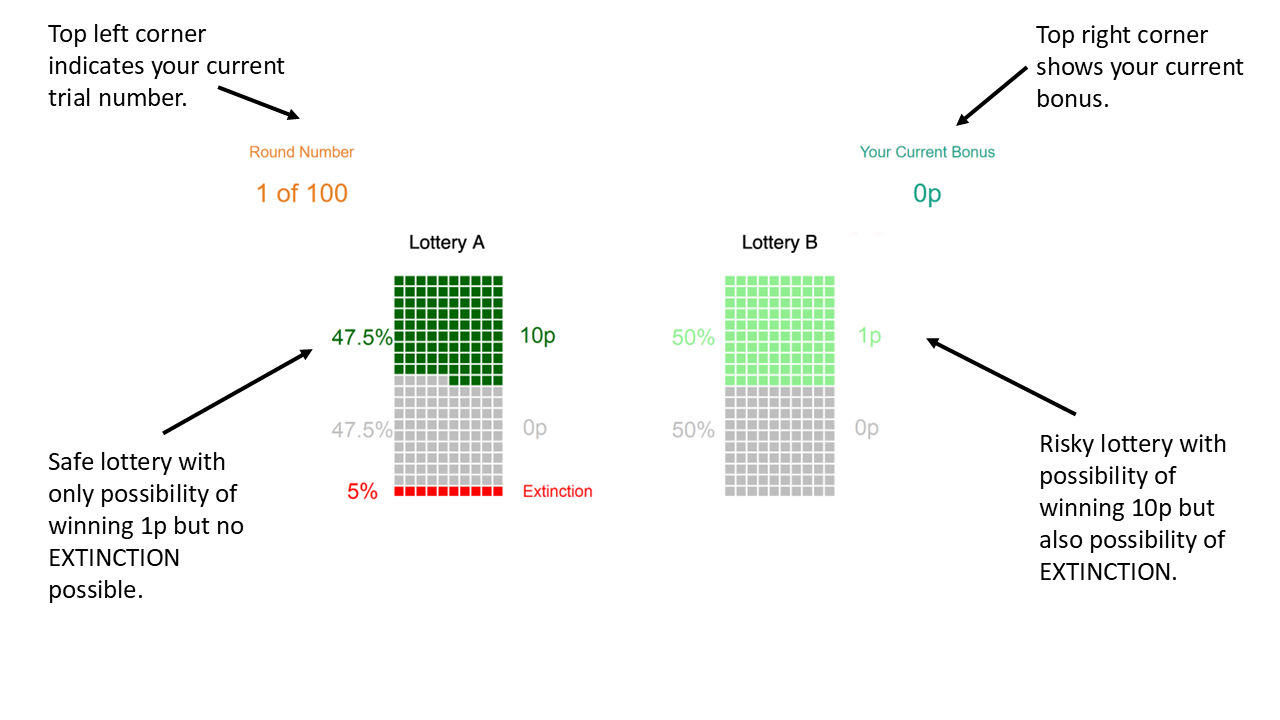 Top left corner
indicates your current
trial number.
Top right corner
shows your current
bonus.
Round Number
1 of 100
Your Current Bonus
0p
Lottery A
47.5%
10p
47.5%
0p
5%
Extinction
Lottery B
50%
1p
50%
0p
Safe lottery with
only possibility of
winning 1p but no
EXTINCTION
possible.
Risky lottery with
possibility of
winning 10p but
also possibility of
EXTINCTION.